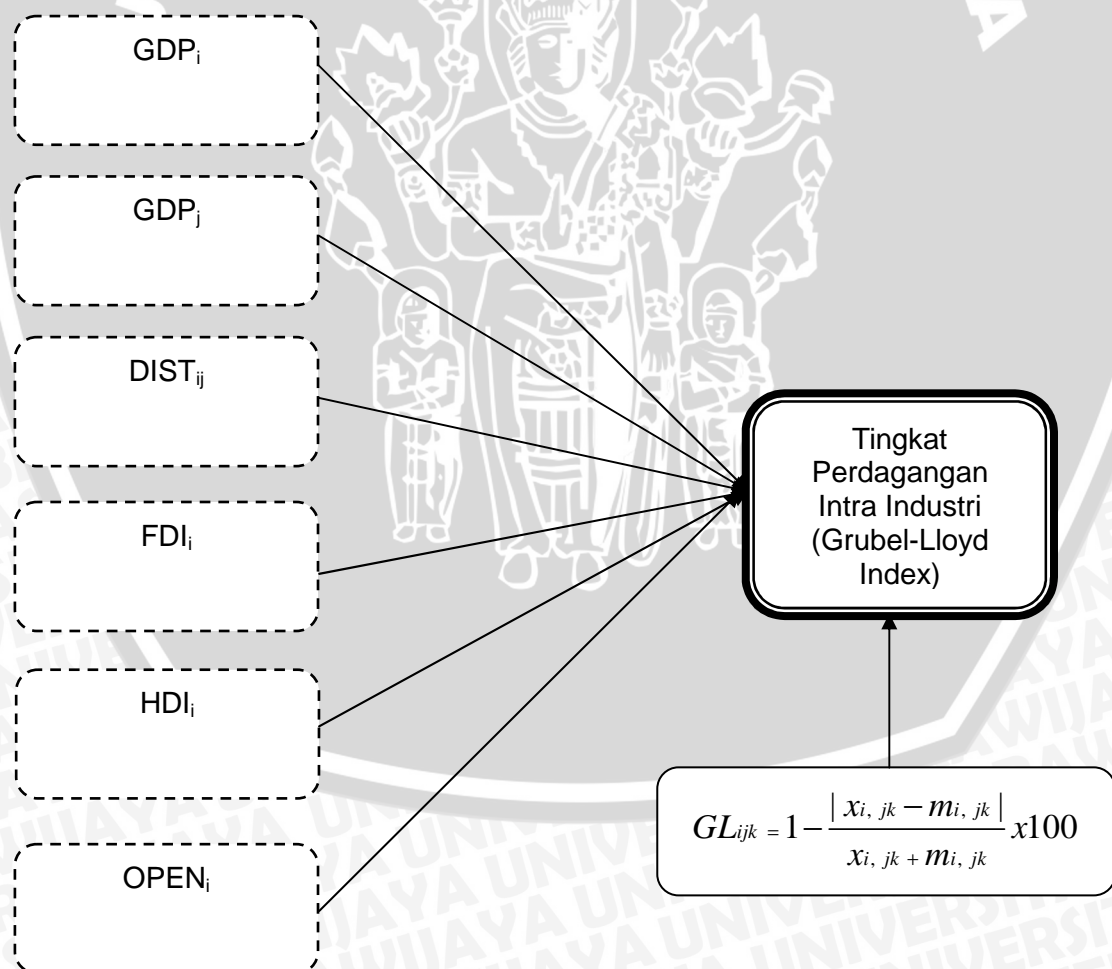 GDPi
GDPj
DISTij
FDIi
HDIi
OPENi
Tingkat
Perdagangan
Intra Industri
(Grubel-Lloyd
Index)
GLijk = 1 − | xi, jk − mi, jk | / xi, jk + mi, jk x100